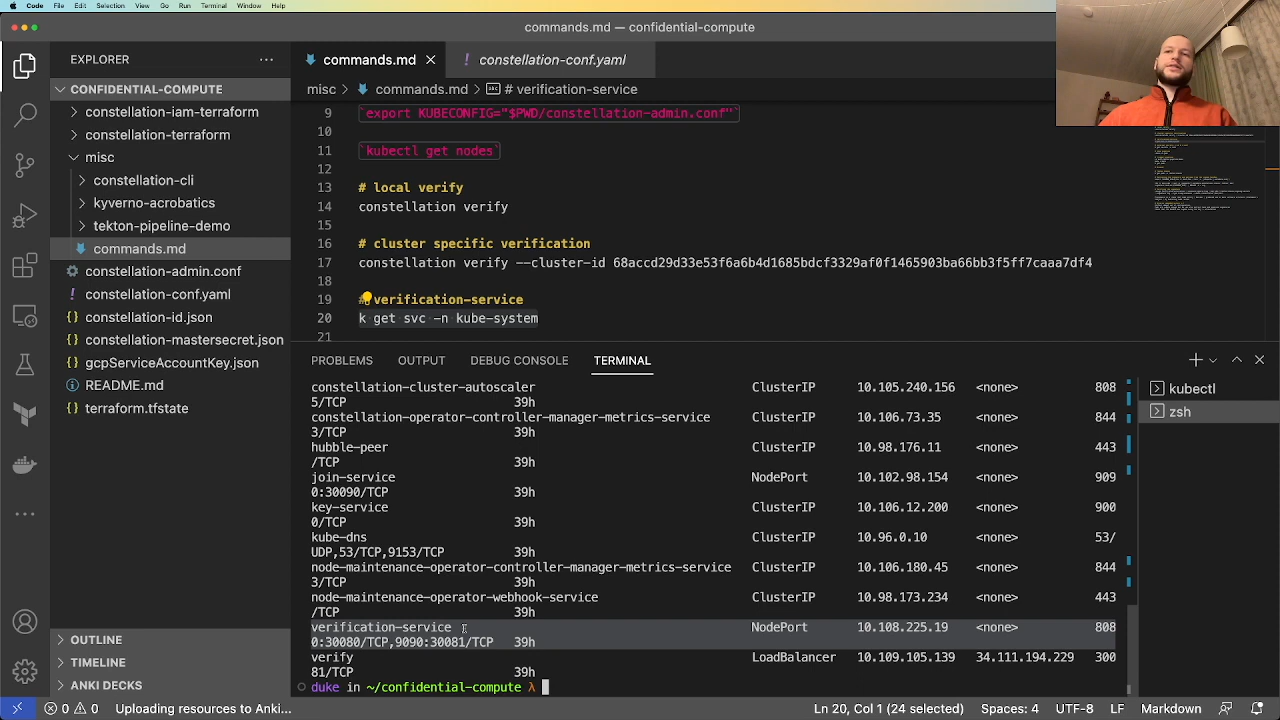 Code File Edit Selection View Go Run Terminal Window Help
commands.md — confidential-compute
EXPLORER
commands.md
constellation-conf.yaml
CONFIDENTIAL-COMPUTE
misc > commands.md > # verification-service
constellation-iam-terraform
constellation-terraform
misc
constellation-cli
kyverno-acrobatics
tekton-pipeline-demo
commands.md
constellation-admin.conf
constellation-conf.yaml
constellation-id.json
constellation-mastersecret.json
gcpServiceAccountKey.json
README.md
terraform.tfstate
OUTLINE
TIMELINE
ANKI DECKS
9 `export KUBECONFIG="$PWD/constellation-admin.conf"`
10
11 `kubectl get nodes`
12
13 # local verify
14 constellation verify
15
16 # cluster specific verification
17 constellation verify --cluster-id 68accd29d33e53f6a6b4d1685bdcf3329af0f1465903ba66bb3f5ff7caaa7df4
18
19 # verification-service
20 k get svc -n kube-system
21
PROBLEMS OUTPUT DEBUG CONSOLE TERMINAL
kubectl
zsh
constellation-cluster-autoscaler ClusterIP 10.105.240.156 <none> 808
5/TCP 39h
constellation-operator-controller-manager-metrics-service ClusterIP 10.106.73.35 <none> 844
3/TCP 39h
hubble-peer ClusterIP 10.98.176.11 <none> 443
/TCP 39h
join-service NodePort 10.102.98.154 <none> 909
0:30090/TCP 39h
key-service ClusterIP 10.106.12.200 <none> 900
0/TCP 39h
kube-dns ClusterIP 10.96.0.10 <none> 53/
UDP,53/TCP,9153/TCP 39h
node-maintenance-operator-controller-manager-metrics-service ClusterIP 10.106.180.45 <none> 844
3/TCP 39h
node-maintenance-operator-webhook-service ClusterIP 10.98.173.234 <none> 443
/TCP 39h
verification-service NodePort 10.108.225.19 <none> 808
0:30080/TCP,9090:30081/TCP 39h
verify LoadBalancer 10.109.105.139 34.111.194.229 300
81/TCP 39h
duke in ~/confidential-compute λ
0 0 Uploading resources to Anki... Ln 20, Col 1 (24 selected) Spaces: 4 UTF-8 LF Markdown